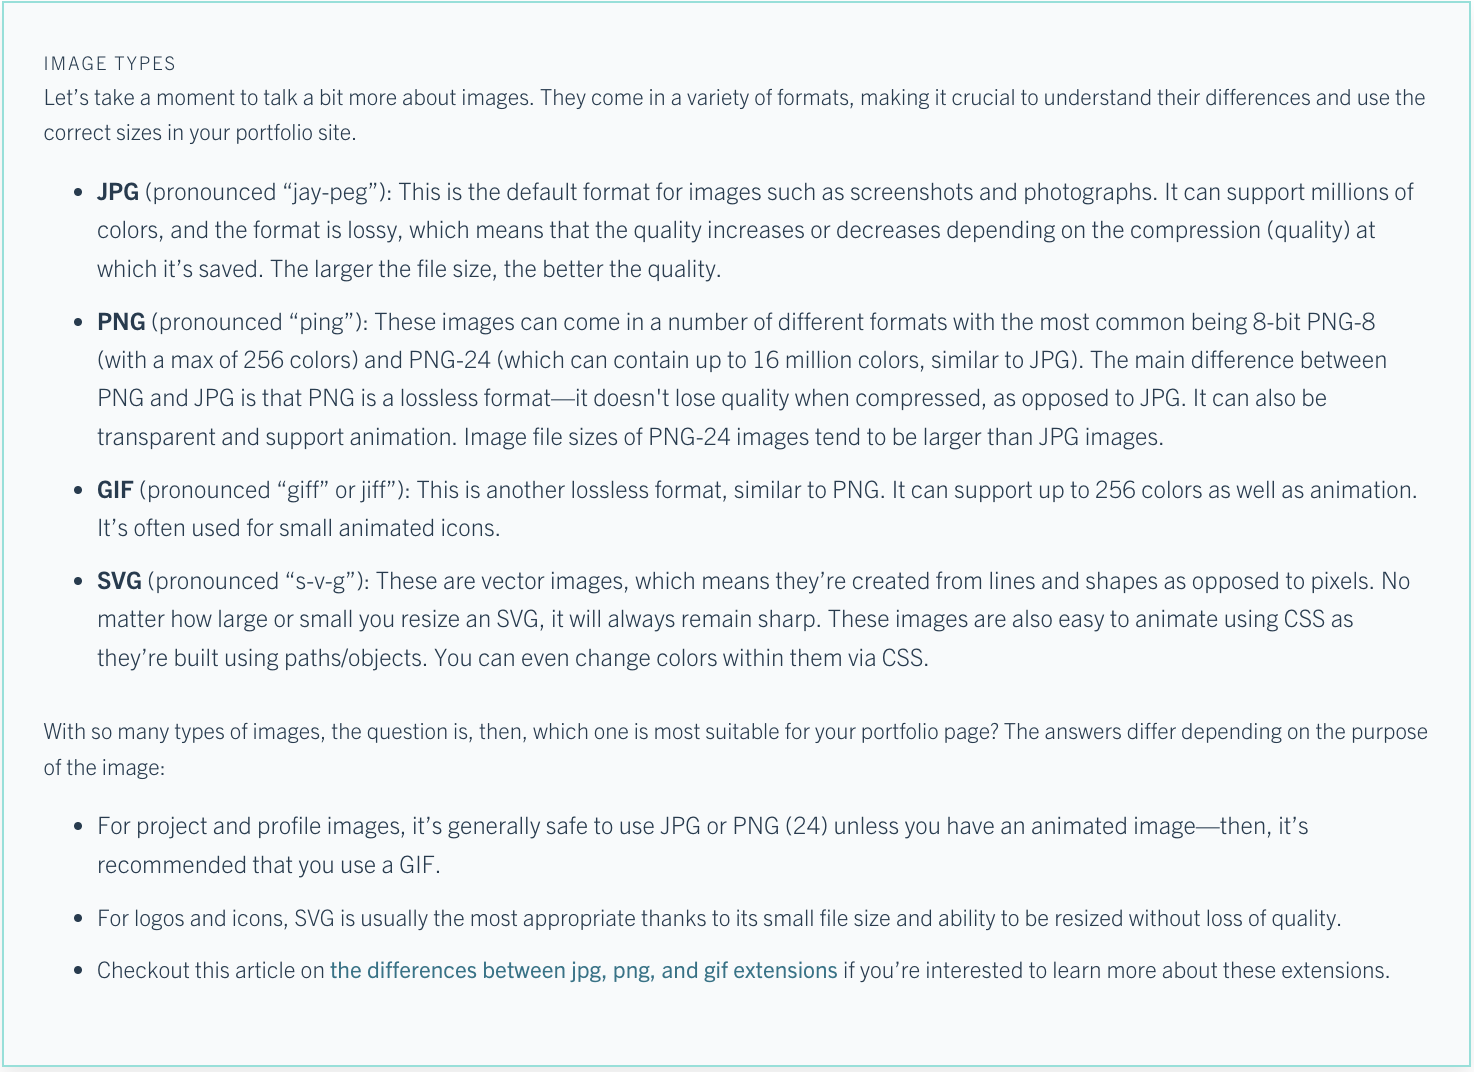 IMAGE TYPES
Let’s take a moment to talk a bit more about images. They come in a variety of formats, making it crucial to understand their differences and use the
correct sizes in your portfolio site.
• JPG (pronounced “jay-peg”): This is the default format for images such as screenshots and photographs. It can support millions of
colors, and the format is lossy, which means that the quality increases or decreases depending on the compression (quality) at
which it’s saved. The larger the file size, the better the quality.
• PNG (pronounced “ping”): These images can come in a number of different formats with the most common being 8-bit PNG-8
(with a max of 256 colors) and PNG-24 (which can contain up to 16 million colors, similar to JPG). The main difference between
PNG and JPG is that PNG is a lossless format—it doesn't lose quality when compressed, as opposed to JPG. It can also be
transparent and support animation. Image file sizes of PNG-24 images tend to be larger than JPG images.
• GIF (pronounced “giff” or jiff”): This is another lossless format, similar to PNG. It can support up to 256 colors as well as animation.
It’s often used for small animated icons.
• SVG (pronounced “s-v-g”): These are vector images, which means they’re created from lines and shapes as opposed to pixels. No
matter how large or small you resize an SVG, it will always remain sharp. These images are also easy to animate using CSS as
they’re built using paths/objects. You can even change colors within them via CSS.
With so many types of images, the question is, then, which one is most suitable for your portfolio page? The answers differ depending on the purpose
of the image:
• For project and profile images, it’s generally safe to use JPG or PNG (24) unless you have an animated image—then, it’s
recommended that you use a GIF.
• For logos and icons, SVG is usually the most appropriate thanks to its small file size and ability to be resized without loss of quality.
• Checkout this article on the differences between jpg, png, and gif extensions if you’re interested to learn more about these extensions.